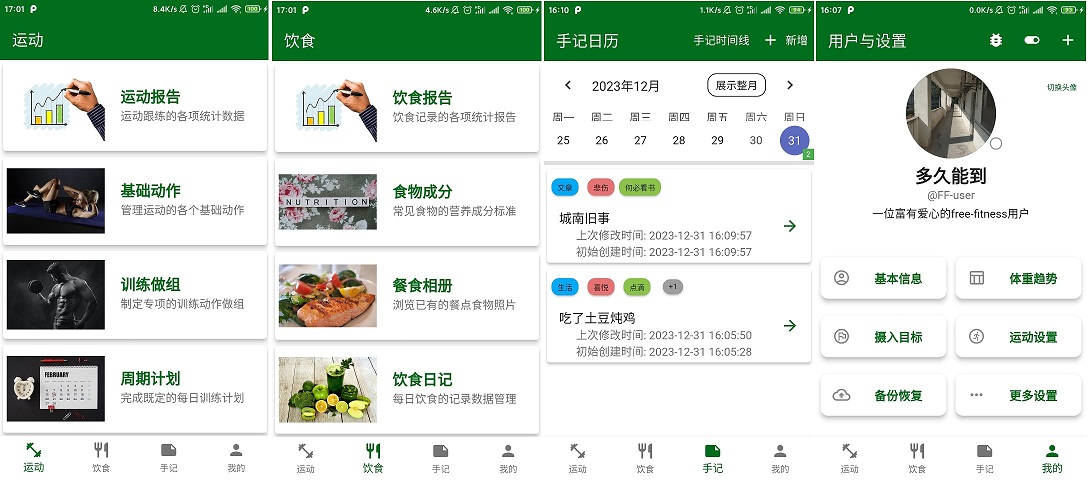 17:01 P 8.4K/s 100
运动
运动报告
运动跟练的各项统计数据
基础动作
管理运动的各个基础动作
训练做组
制定专项的训练动作做组
FEBRUARY
周期计划
完成既定的每日训练计划
运动 饮食 手记 我的
17:01 P 4.6K/s 100
饮食
饮食报告
饮食记录的各项统计报告
NUTRITION
食物成分
常见食物的营养成分标准
餐食相册
浏览已有的餐点食物照片
饮食日记
每日饮食的记录数据管理
运动 饮食 手记 我的
16:10 P 1.1K/s 94
手记日历 手记时间线 新增
2023年12月 展示整月
周一 周二 周三 周四 周五 周六 周日
25 26 27 28 29 30 31
2
文章 悲伤 何必看书
城南旧事
上次修改时间: 2023-12-31 16:09:57
初始创建时间: 2023-12-31 16:09:57
生活 喜悦 点滴 +1
吃了土豆炖鸡
上次修改时间: 2023-12-31 16:05:50
初始创建时间: 2023-12-31 16:05:28
运动 饮食 手记 我的
16:07 P 0.0K/s 93
用户与设置
切换头像
多久能到
@FF-user
一位富有爱心的free-fitness用户
基本信息 体重趋势
摄入目标 运动设置
备份恢复 更多设置
运动 饮食 手记 我的